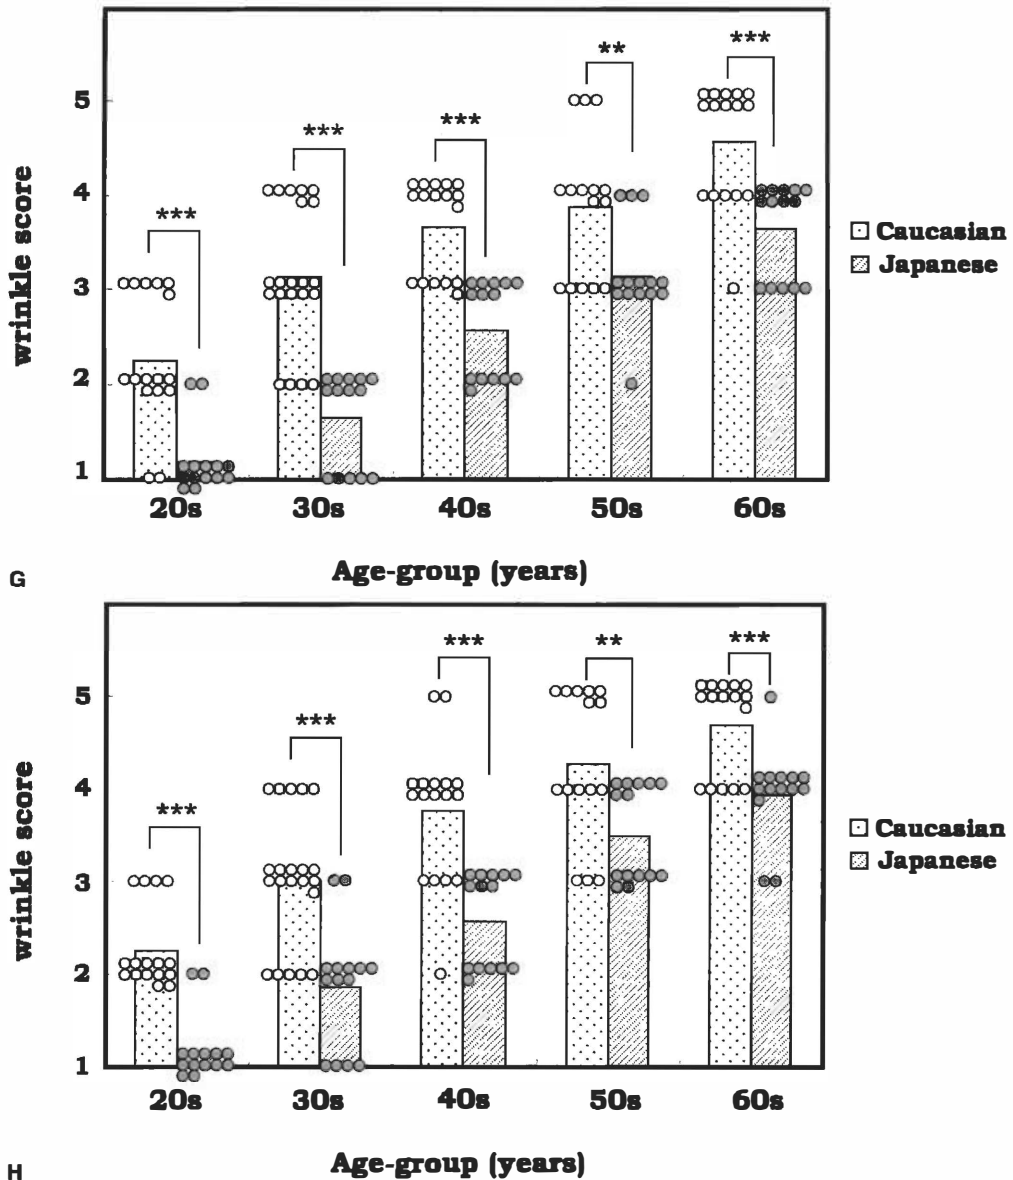 wrinkle score
5
4
3
2
1
***
***
***
**
***
20s 30s 40s 50s 60s
Age-group (years)
Caucasian
Japanese
G
wrinkle score
5
4
3
2
1
***
***
***
**
***
20s 30s 40s 50s 60s
Age-group (years)
Caucasian
Japanese
H